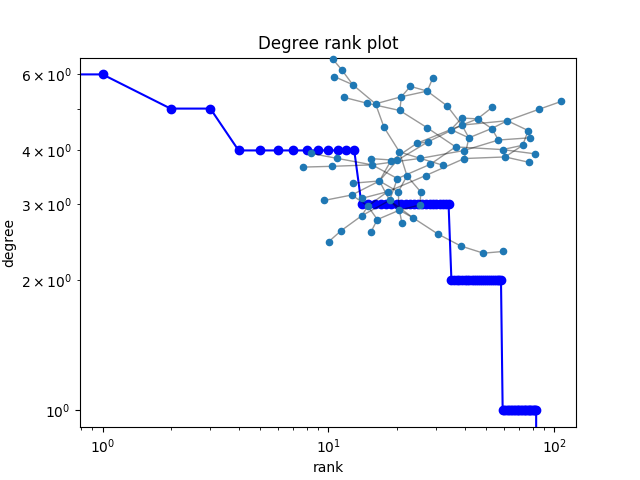 Degree rank plot
6 × 10⁰
4 × 10⁰
3 × 10⁰
2 × 10⁰
10⁰
degree
10⁰ 10¹ 10²
rank